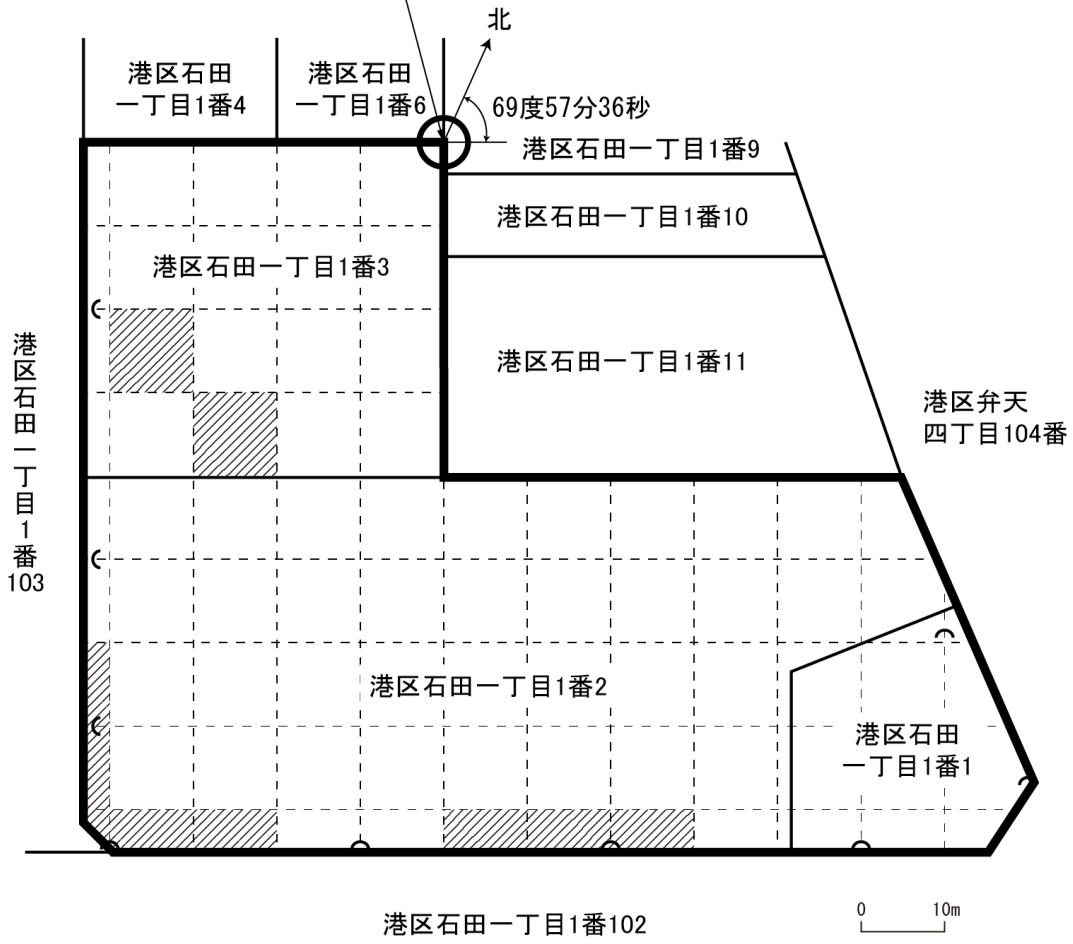 北
港区石田
一丁目1番4
港区石田
一丁目1番6
69度57分36秒
港区石田一丁目1番9
港区石田一丁目1番10
港区石田一丁目1番3
港区石田一丁目1番11
港区石田一丁目1番103
港区弁天
四丁目104番
港区石田一丁目1番2
港区石田
一丁目1番1
港区石田一丁目1番102
0 10m